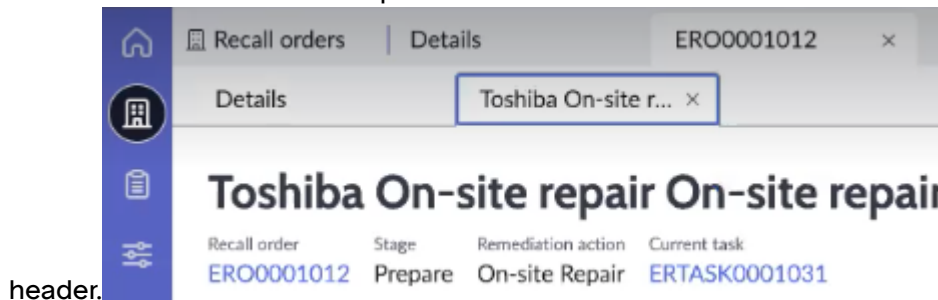 Recall orders Details ERO0001012 ×
Details Toshiba On-site r... ×
Toshiba On-site repair On-site repair
Recall order Stage Remediation action Current task
ERO0001012 Prepare On-site Repair ERTASK0001031
header.